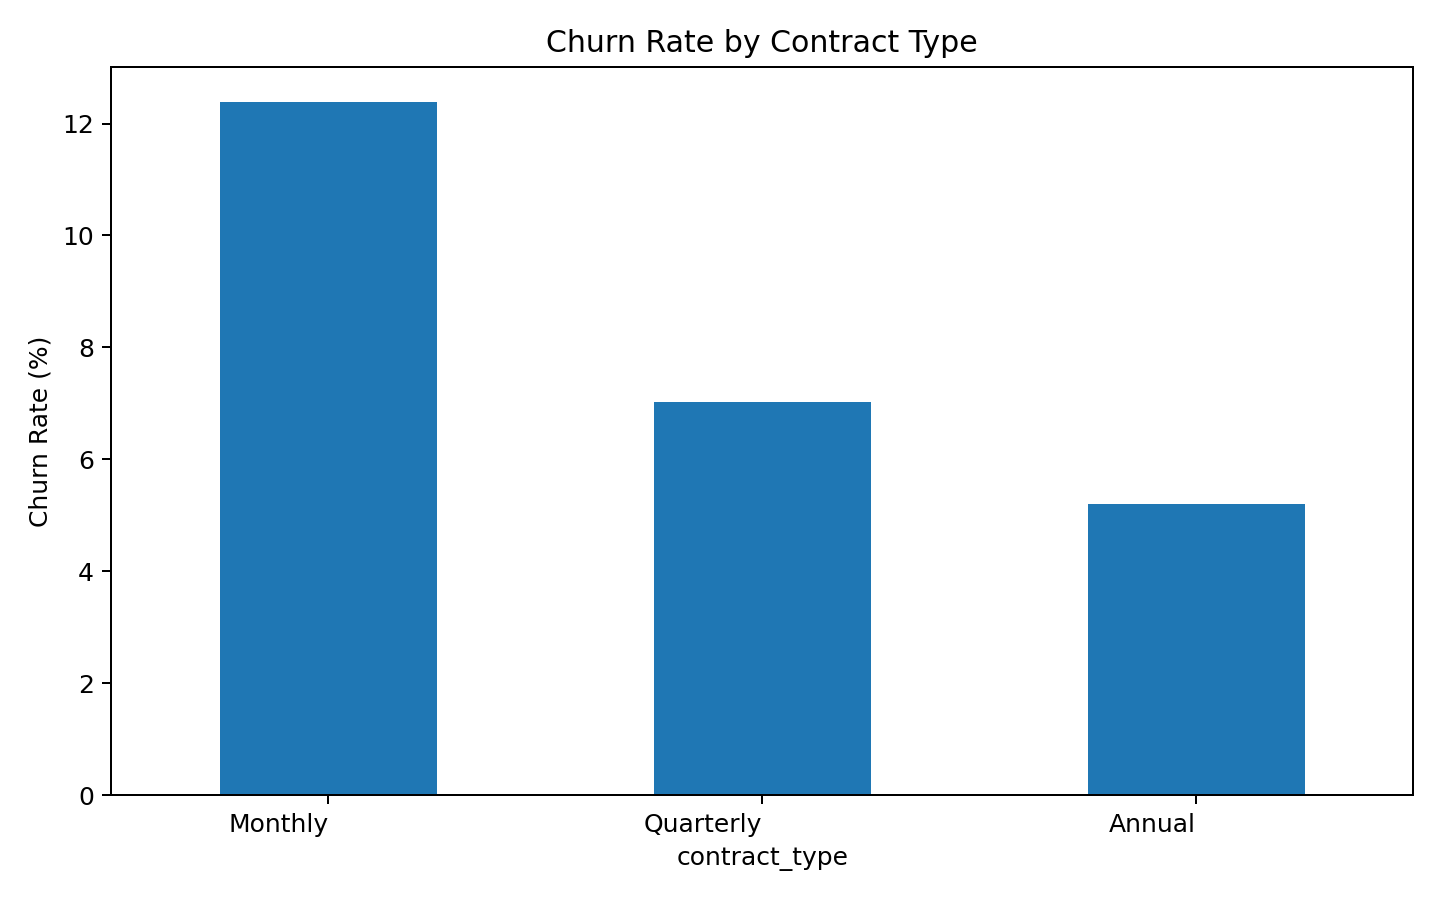 Churn Rate by Contract Type
Churn Rate (%)
12
10
8
6
4
2
0
Monthly Quarterly Annual
contract_type